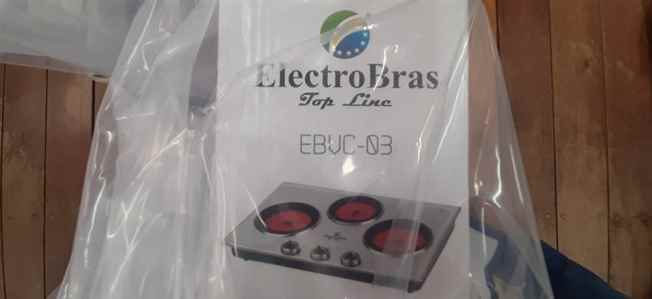 ElectroBras
Top Line
EBVC-03